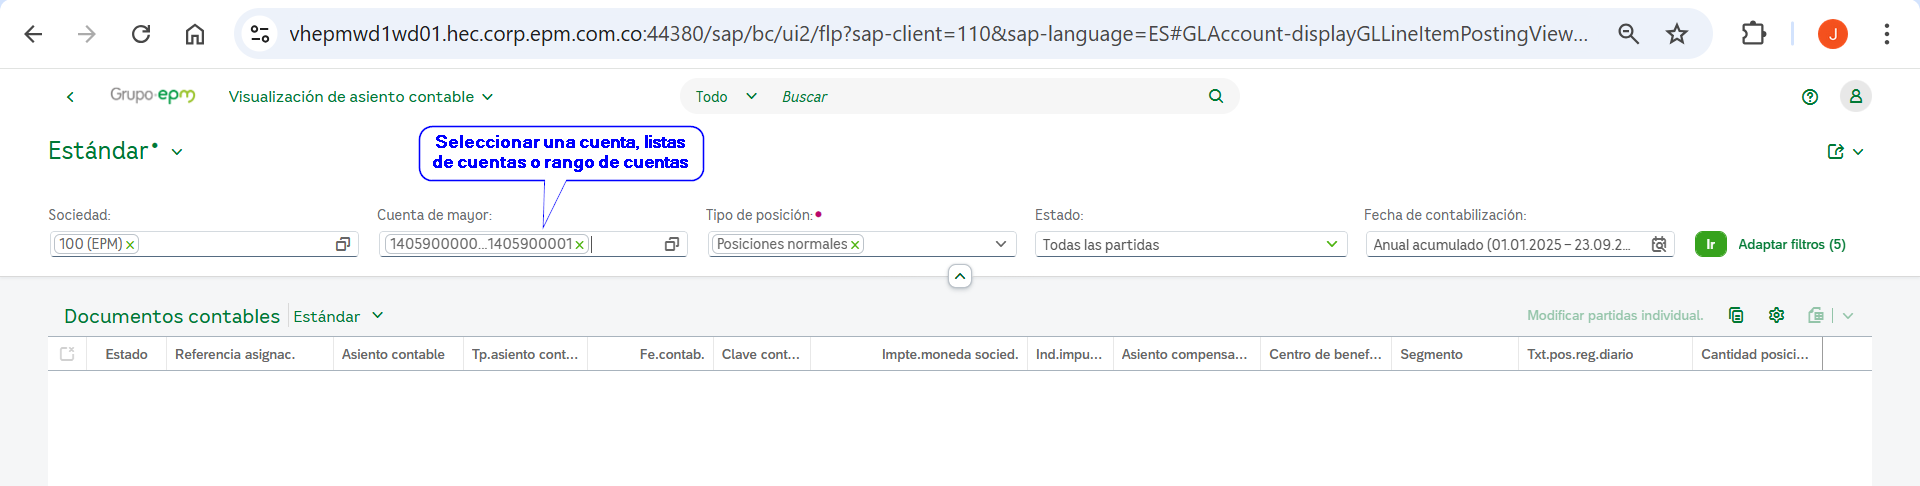 vhepmwd1wd01.hec.corp.epm.com.co:44380/sap/bc/ui2/flp?sap-client=110&sap-language=ES#GLAccount-displayGLLineItemPostingView...
J
Grupo·epm
Visualización de asiento contable
Todo
Buscar
Estándar*
Seleccionar una cuenta, listas
de cuentas o rango de cuentas
Sociedad:
Cuenta de mayor:
Tipo de posición:
Estado:
Fecha de contabilización:
100 (EPM)
1405900000...1405900001
Posiciones normales
Todas las partidas
Anual acumulado (01.01.2025 – 23.09.2...
Ir
Adaptar filtros (5)
Documentos contables
Estándar
Modificar partidas individual.
Estado
Referencia asignac.
Asiento contable
Tp.asiento cont...
Fe.contab.
Clave cont...
Impte.moneda socied.
Ind.impu...
Asiento compensa...
Centro de benef...
Segmento
Txt.pos.reg.diario
Cantidad posici...